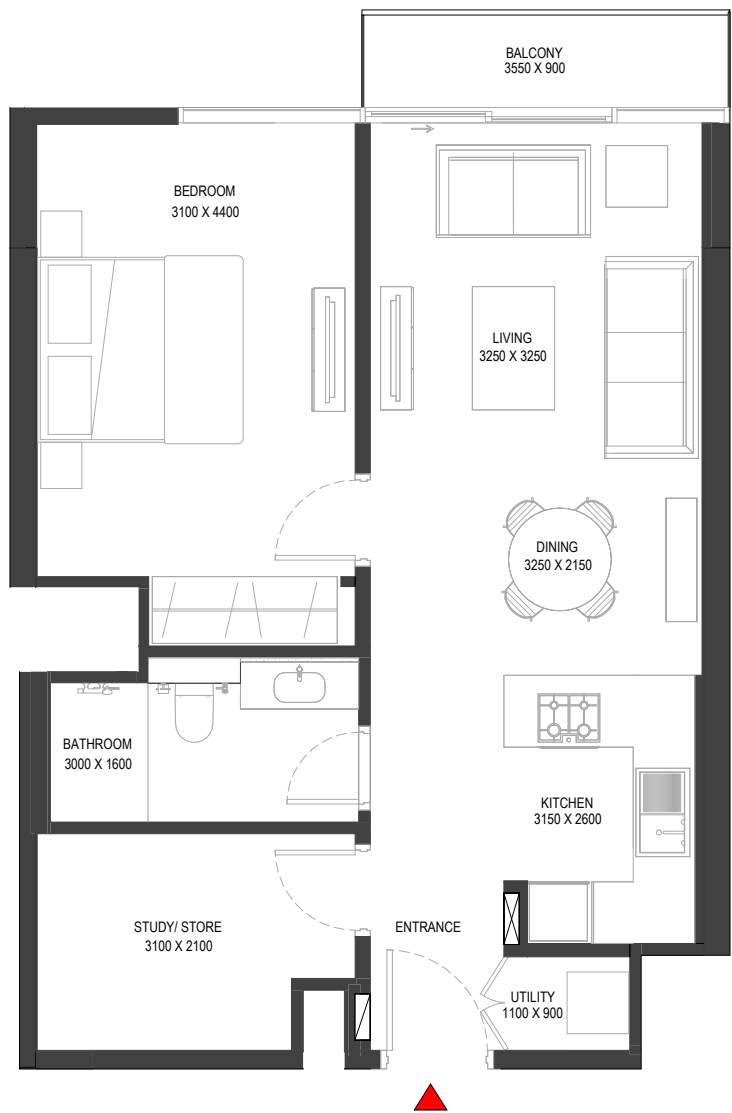 BALCONY
3550 X 900
BEDROOM
3100 X 4400
LIVING
3250 X 3250
DINING
3250 X 2150
BATHROOM
3000 X 1600
KITCHEN
3150 X 2600
STUDY/ STORE
3100 X 2100
ENTRANCE
UTILITY
1100 X 900